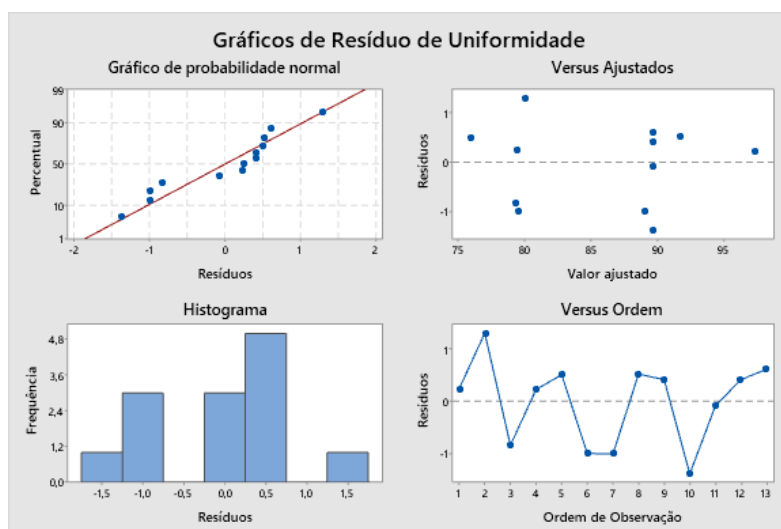 Gráficos de Resíduo de Uniformidade
Gráfico de probabilidade normal
99
90
50
10
1
Percentual
-2 -1 0 1 2
Resíduos
Versus Ajustados
1
0
-1
Resíduos
75 80 85 90 95
Valor ajustado
Histograma
4,8
3,6
2,4
1,2
0,0
Frequência
-1,5 -1,0 -0,5 0,0 0,5 1,0 1,5
Resíduos
Versus Ordem
1
0
-1
Resíduos
1 2 3 4 5 6 7 8 9 10 11 12 13
Ordem de Observação